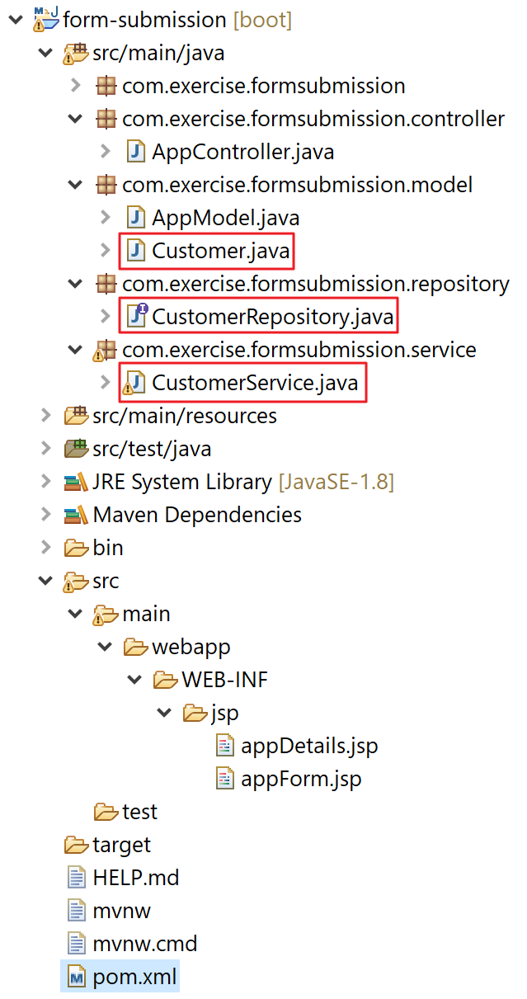 form-submission [boot]
src/main/java
com.exercise.formsubmission
com.exercise.formsubmission.controller
AppController.java
com.exercise.formsubmission.model
AppModel.java
Customer.java
com.exercise.formsubmission.repository
CustomerRepository.java
com.exercise.formsubmission.service
CustomerService.java
src/main/resources
src/test/java
JRE System Library [JavaSE-1.8]
Maven Dependencies
bin
src
main
webapp
WEB-INF
jsp
appDetails.jsp
appForm.jsp
test
target
HELP.md
mvnw
mvnw.cmd
pom.xml